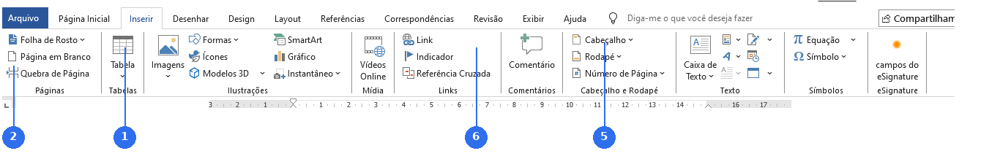 Arquivo Página Inicial Inserir Desenhar Design Layout Referências Correspondências Revisão Exibir Ajuda Diga-me o que você deseja fazer Compartilham
Folha de Rosto
Página em Branco
Quebra de Página
Páginas
Tabela
Tabelas
Imagens
Formas
Ícones
Modelos 3D
SmartArt
Gráfico
Instantâneo
Ilustrações
Vídeos
Online
Mídia
Link
Indicador
Referência Cruzada
Links
Comentário
Comentários
Cabeçalho
Rodapé
Número de Página
Cabeçalho e Rodapé
Caixa de
Texto
Texto
Equação
Símbolo
Símbolos
campos do
eSignature
eSignature
3 2 1 1 2 3 4 5 6 7 8 9 10 11 12 13 14 16 17
2 1 6 5